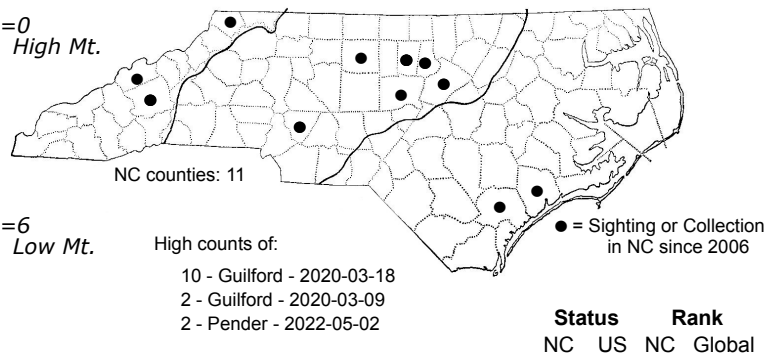 =0
High Mt.
NC counties: 11
=6
Low Mt.
High counts of:
10 - Guilford - 2020-03-18
2 - Guilford - 2020-03-09
2 - Pender - 2022-05-02
● = Sighting or Collection
in NC since 2006
Status Rank
NC US NC Global